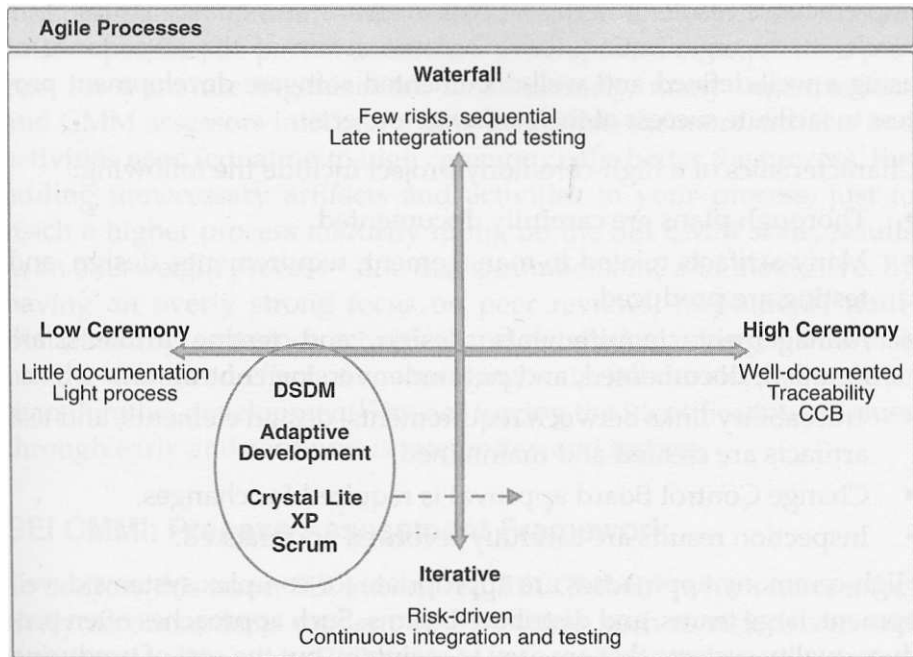 Agile Processes
Waterfall
Few risks, sequential
Late integration and testing
Low Ceremony
High Ceremony
Little documentation
Light process
Well-documented
Traceability
CCB
DSDM
Adaptive
Development
Crystal Lite
XP
Scrum
Iterative
Risk-driven
Continuous integration and testing